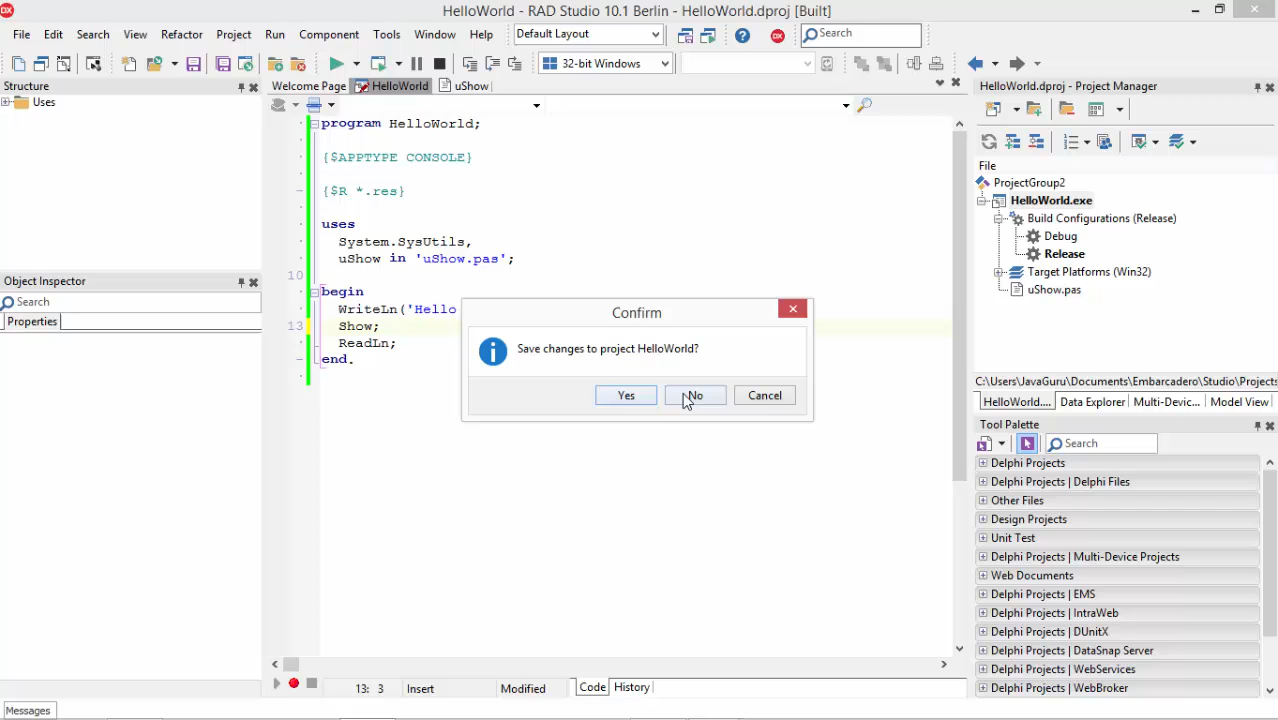 HelloWorld - RAD Studio 10.1 Berlin - HelloWorld.dproj [Built]
File Edit Search View Refactor Project Run Component Tools Window Help
Default Layout
Search
32-bit Windows
Structure
Uses
Object Inspector
Search
Properties
Welcome Page HelloWorld uShow
program HelloWorld;
{$APPTYPE CONSOLE}
{$R *.res}
uses
System.SysUtils,
uShow in 'uShow.pas';
10
begin
WriteLn('Hello
13 Show;
ReadLn;
end.
Confirm
Save changes to project HelloWorld?
Yes No Cancel
13: 3 Insert Modified Code History
Messages
HelloWorld.dproj - Project Manager
File
ProjectGroup2
HelloWorld.exe
Build Configurations (Release)
Debug
Release
Target Platforms (Win32)
uShow.pas
C:\Users\JavaGuru\Documents\Embarcadero\Studio\Projects
HelloWorld.... Data Explorer Multi-Devic... Model View
Tool Palette
Search
Delphi Projects
Delphi Projects | Delphi Files
Other Files
Design Projects
Unit Test
Delphi Projects | Multi-Device Projects
Web Documents
Delphi Projects | EMS
Delphi Projects | IntraWeb
Delphi Projects | DUnitX
Delphi Projects | DataSnap Server
Delphi Projects | WebServices
Delphi Projects | WebBroker